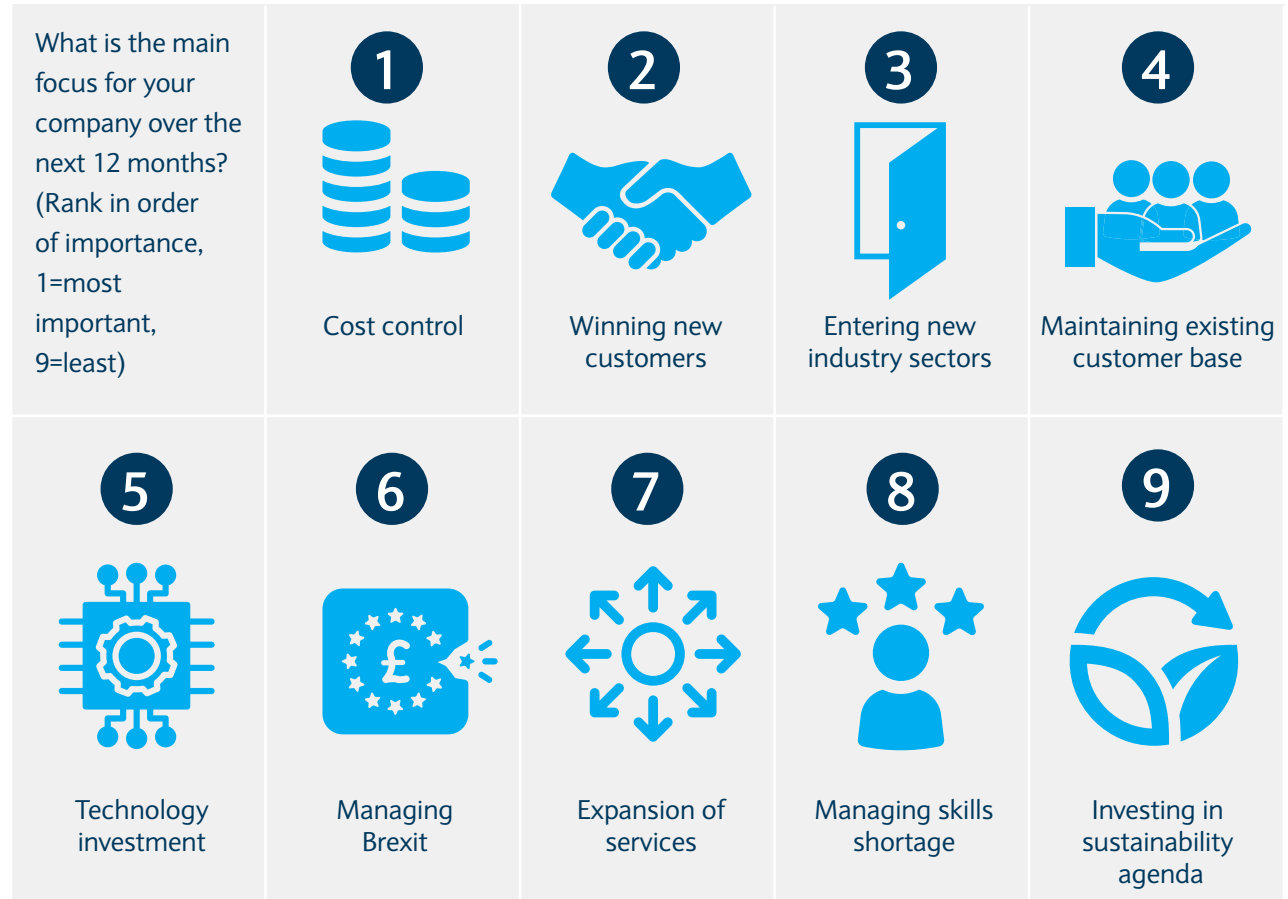 What is the main
focus for your
company over the
next 12 months?
(Rank in order
of importance,
1=most
important,
9=least)
1
Cost control
2
Winning new
customers
3
Entering new
industry sectors
4
Maintaining existing
customer base
5
Technology
investment
6
£
Managing
Brexit
7
Expansion of
services
8
Managing skills
shortage
9
Investing in
sustainability
agenda